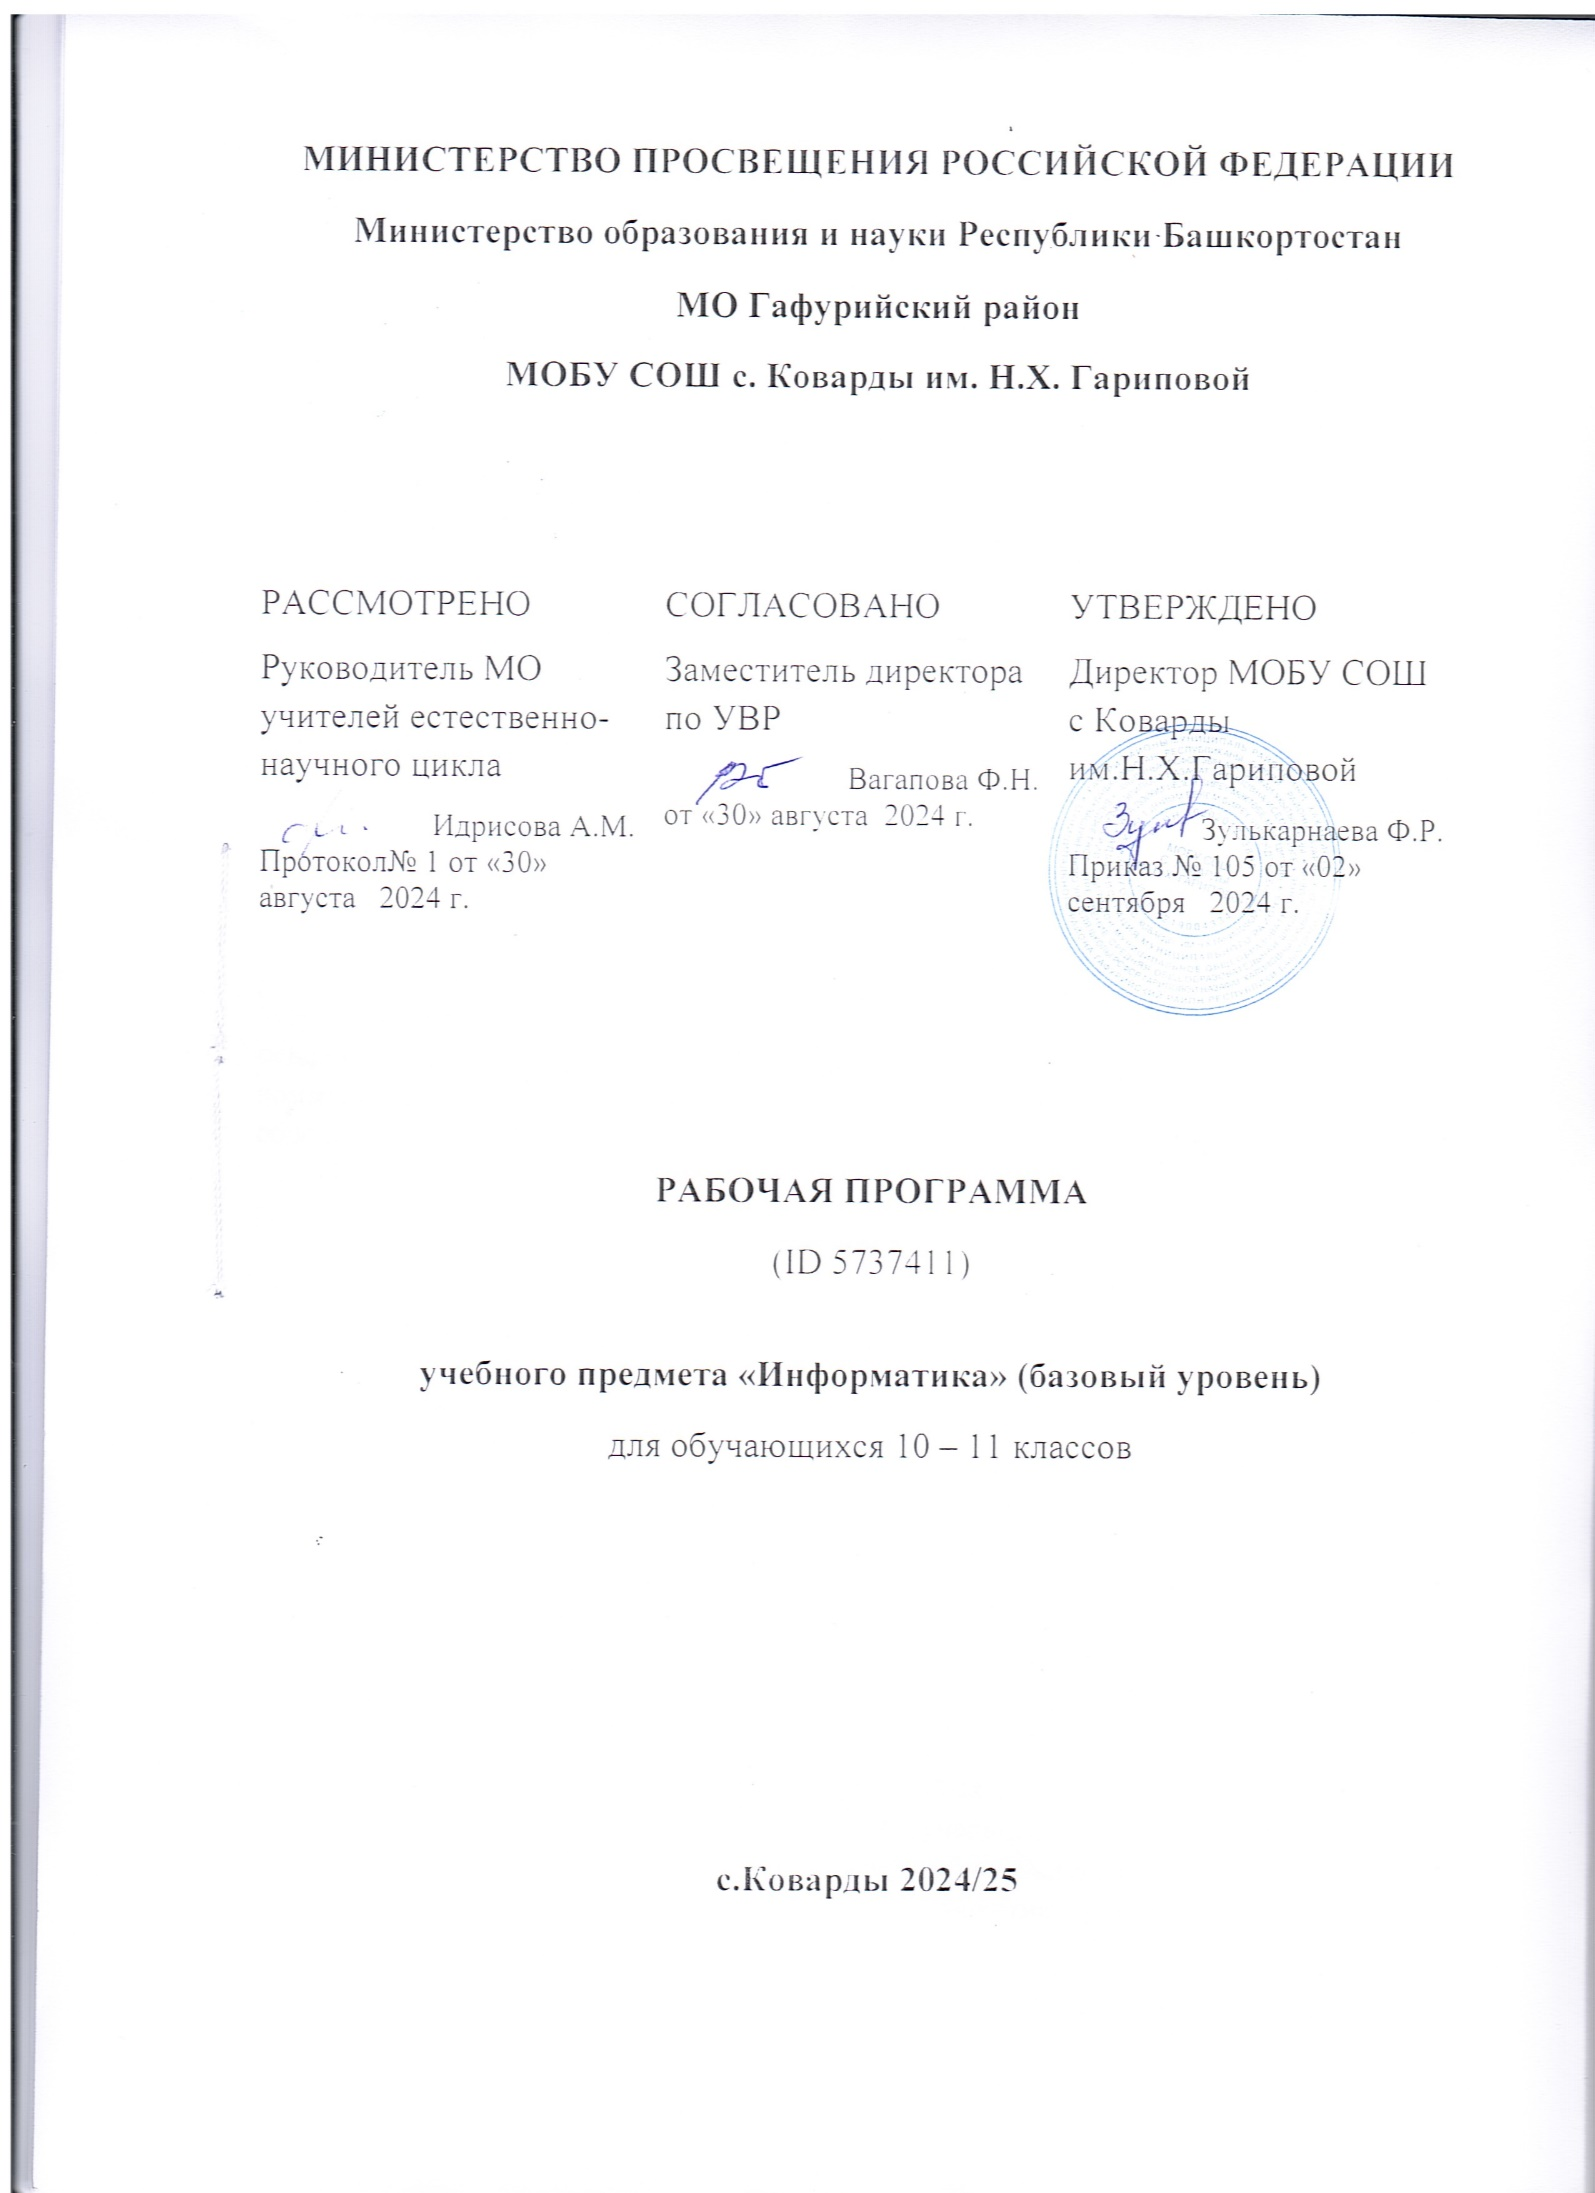 МИНИСТЕРСТВО ПРОСВЕЩЕНИЯ РОССИЙСКОЙ ФЕДЕРАЦИИ
Министерство образования и науки Республики Башкортостан
МО Гафурийский район
МОБУ СОШ с. Коварды им. Н.Х. Гариповой
РАССМОТРЕНО
Руководитель МО
учителей естественно-
научного цикла
Идрисова А.М.
Протокол№ 1 от «30»
августа 2024 г.
СОГЛАСОВАНО
Заместитель директора
по УВР
Вагапова Ф.Н.
от «30» августа 2024 г.
УТВЕРЖДЕНО
Директор МОБУ СОШ
с Коварды
им.Н.Х.Гариповой
Зулькарнаева Ф.Р.
Приказ № 105 от «02»
сентября 2024 г.
РАБОЧАЯ ПРОГРАММА
(ID 5737411)
учебного предмета «Информатика» (базовый уровень)
для обучающихся 10 – 11 классов
с.Коварды 2024/25